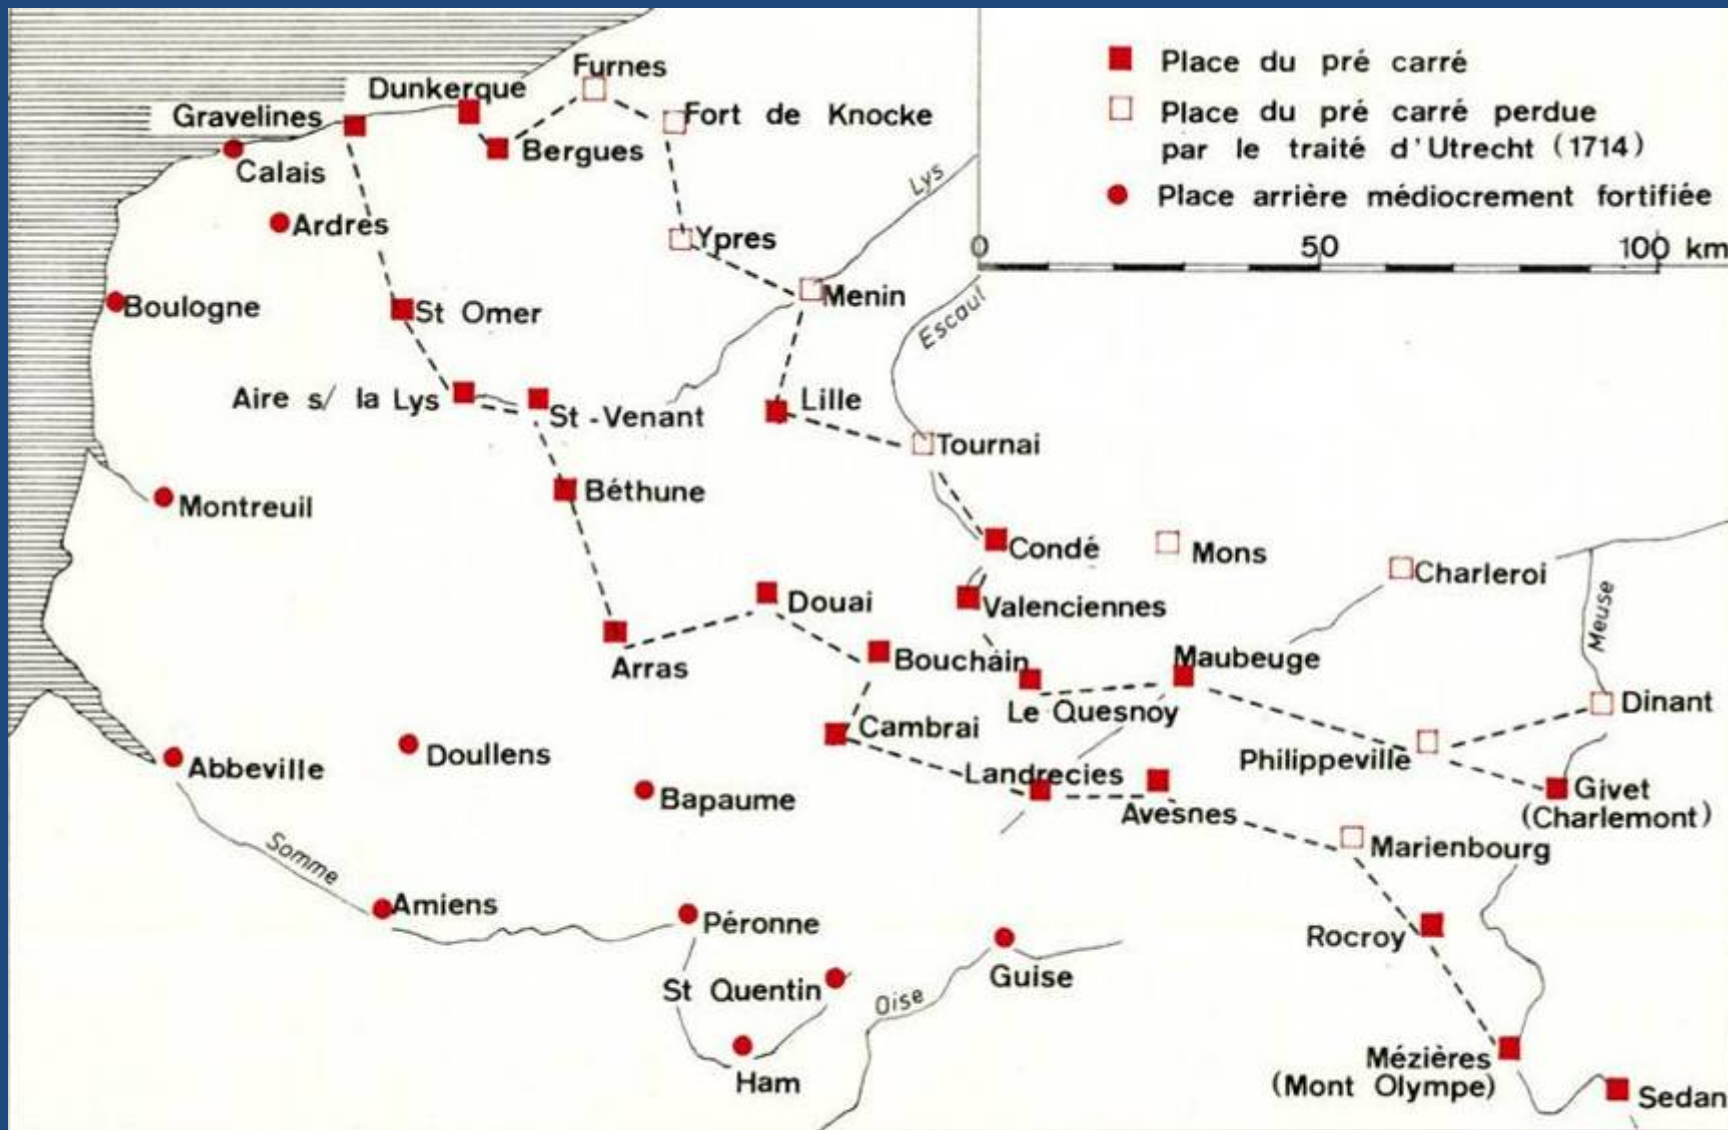 Place du pré carré
Place du pré carré perdue
par le traité d'Utrecht (1714)
Place arrière médiocrement fortifiée
0 50 100 km
Furnes
Dunkerque
Gravelines
Fort de Knocke
Bergues
Calais
Lys
Ardres
Ypres
Menin
Boulogne
St Omer
Escaul
Aire s/ la Lys
St-Venant
Lille
Tournai
Montreuil
Béthune
Condé
Mons
Charleroi
Douai
Valenciennes
Meuse
Arras
Bouchain
Maubeuge
Le Quesnoy
Dinant
Cambrai
Abbeville
Doullens
Philippeville
Landrecies
Bapaume
Avesnes
Givet
(Charlemont)
Somme
Marienbourg
Amiens
Péronne
Rocroy
St Quentin
Oise
Guise
Ham
Mézières
(Mont Olympe)
Sedan